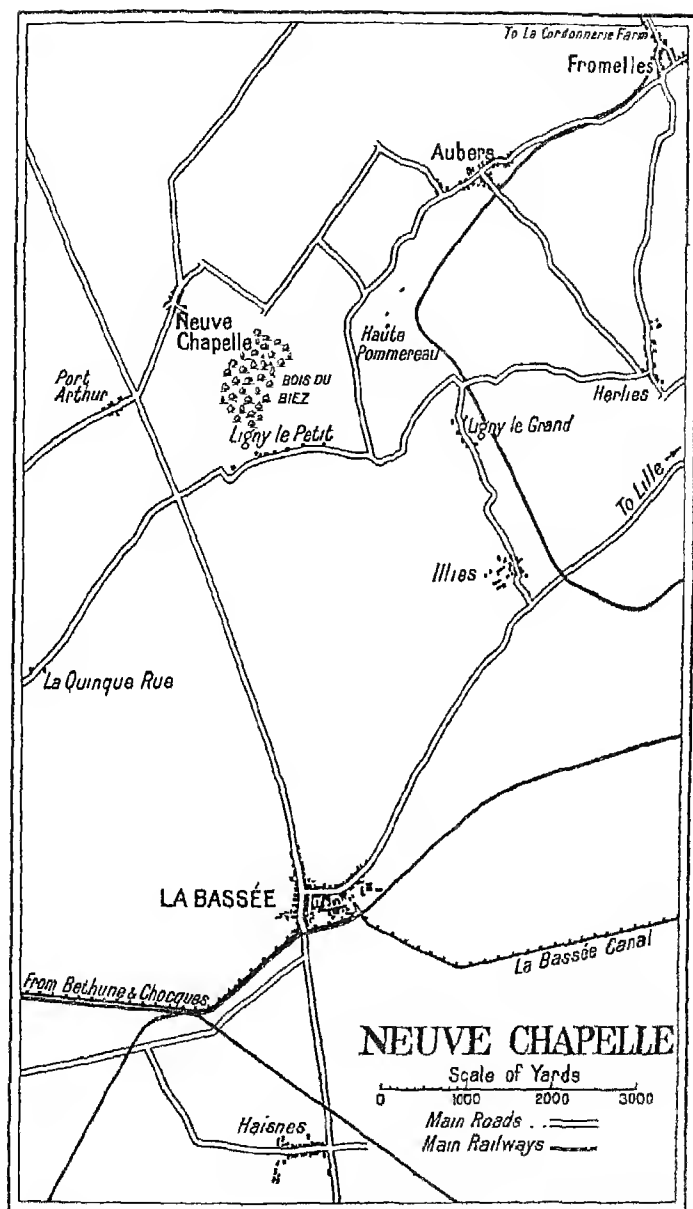 To La Cordonnerie Farm
Fromelles
Aubers
Neuve
Chapelle
Haute
Pommereau
BOIS DU
BIEZ
Port
Arthur
Herlies
Ligny le Petit
Ligny le Grand
To Lille
Illies
La Quinque Rue
LA BASSÉE
La Bassée Canal
From Bethune & Chocques
NEUVE CHAPELLE
Scale of Yards
0 1000 2000 3000
Main Roads
Main Railways
Haisnes